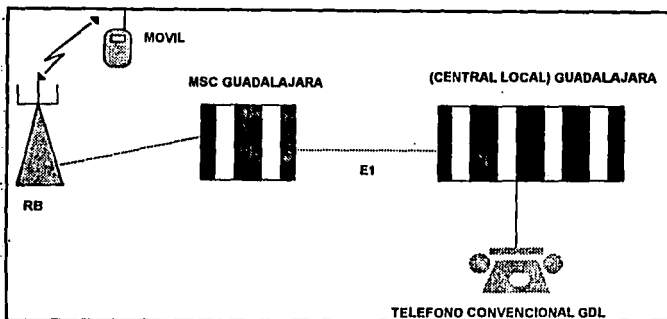 MOVIL
MSC GUADALAJARA
(CENTRAL LOCAL) GUADALAJARA
E1
RB
TELEFONO CONVENCIONAL GDL